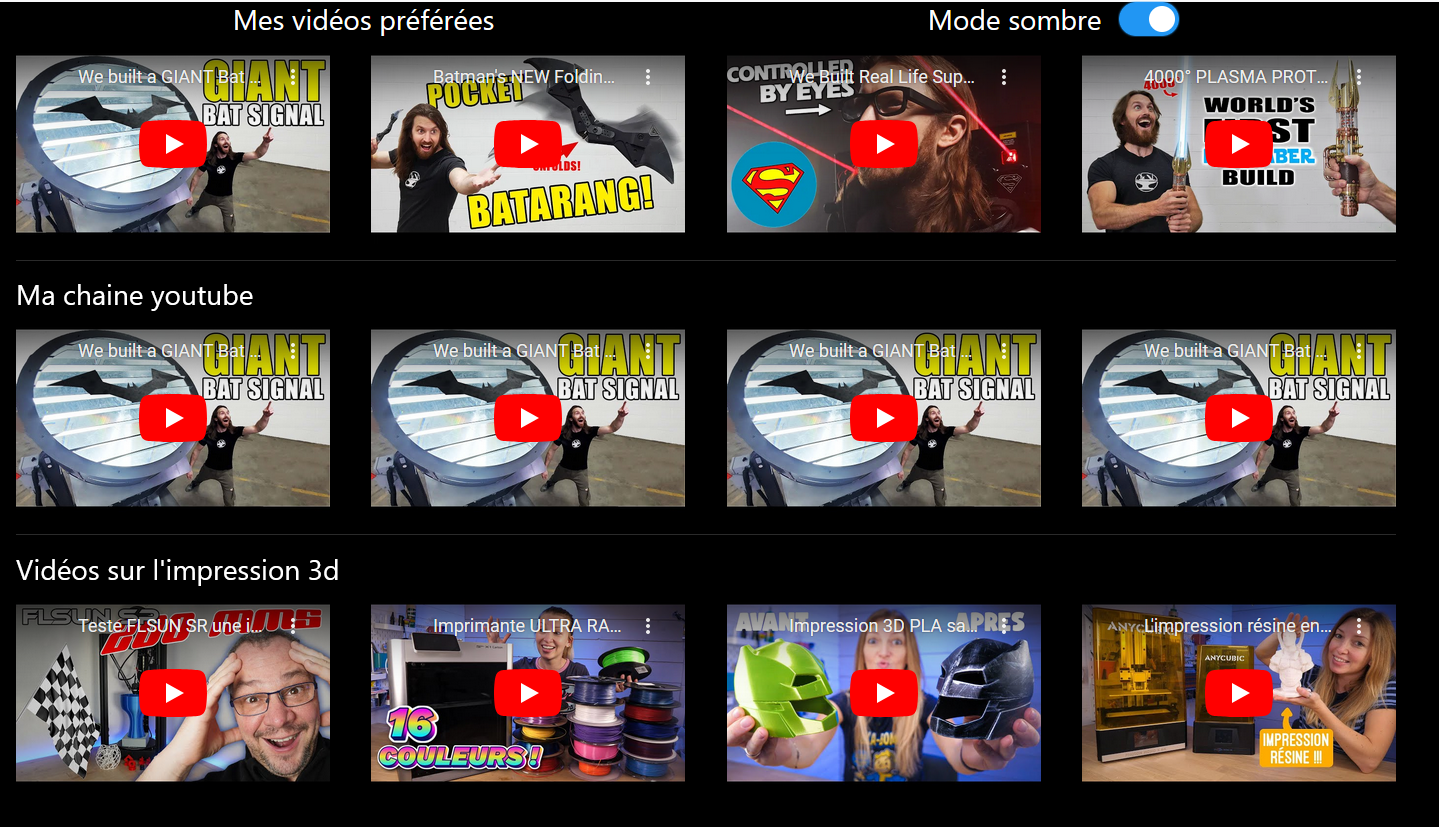 Mes vidéos préférées
Mode sombre
We built a GIANT Bat ...
GIANT
BAT SIGNAL
Batman's NEW Foldin...
POCKET
UNFOLDS!
BATARANG!
We Built Real Life Sup...
CONTROLLED
BY EYES
4000° PLASMA PROT...
4000°
WORLD'S
FIRST
BUILD
Ma chaine youtube
We built a GIANT Bat ...
GIANT
BAT SIGNAL
We built a GIANT Bat ...
GIANT
BAT SIGNAL
We built a GIANT Bat ...
GIANT
BAT SIGNAL
We built a GIANT Bat ...
GIANT
BAT SIGNAL
Vidéos sur l'impression 3d
Teste FLSUN SR une i...
FLSUN SR
200 MMS
Imprimante ULTRA RA...
16
COULEURS !
Impression 3D PLA sa...
AVANT
APRES
L'impression résine en...
ANYCUBIC
ANYCUBIC
IMPRESSION
RÉSINE !!!